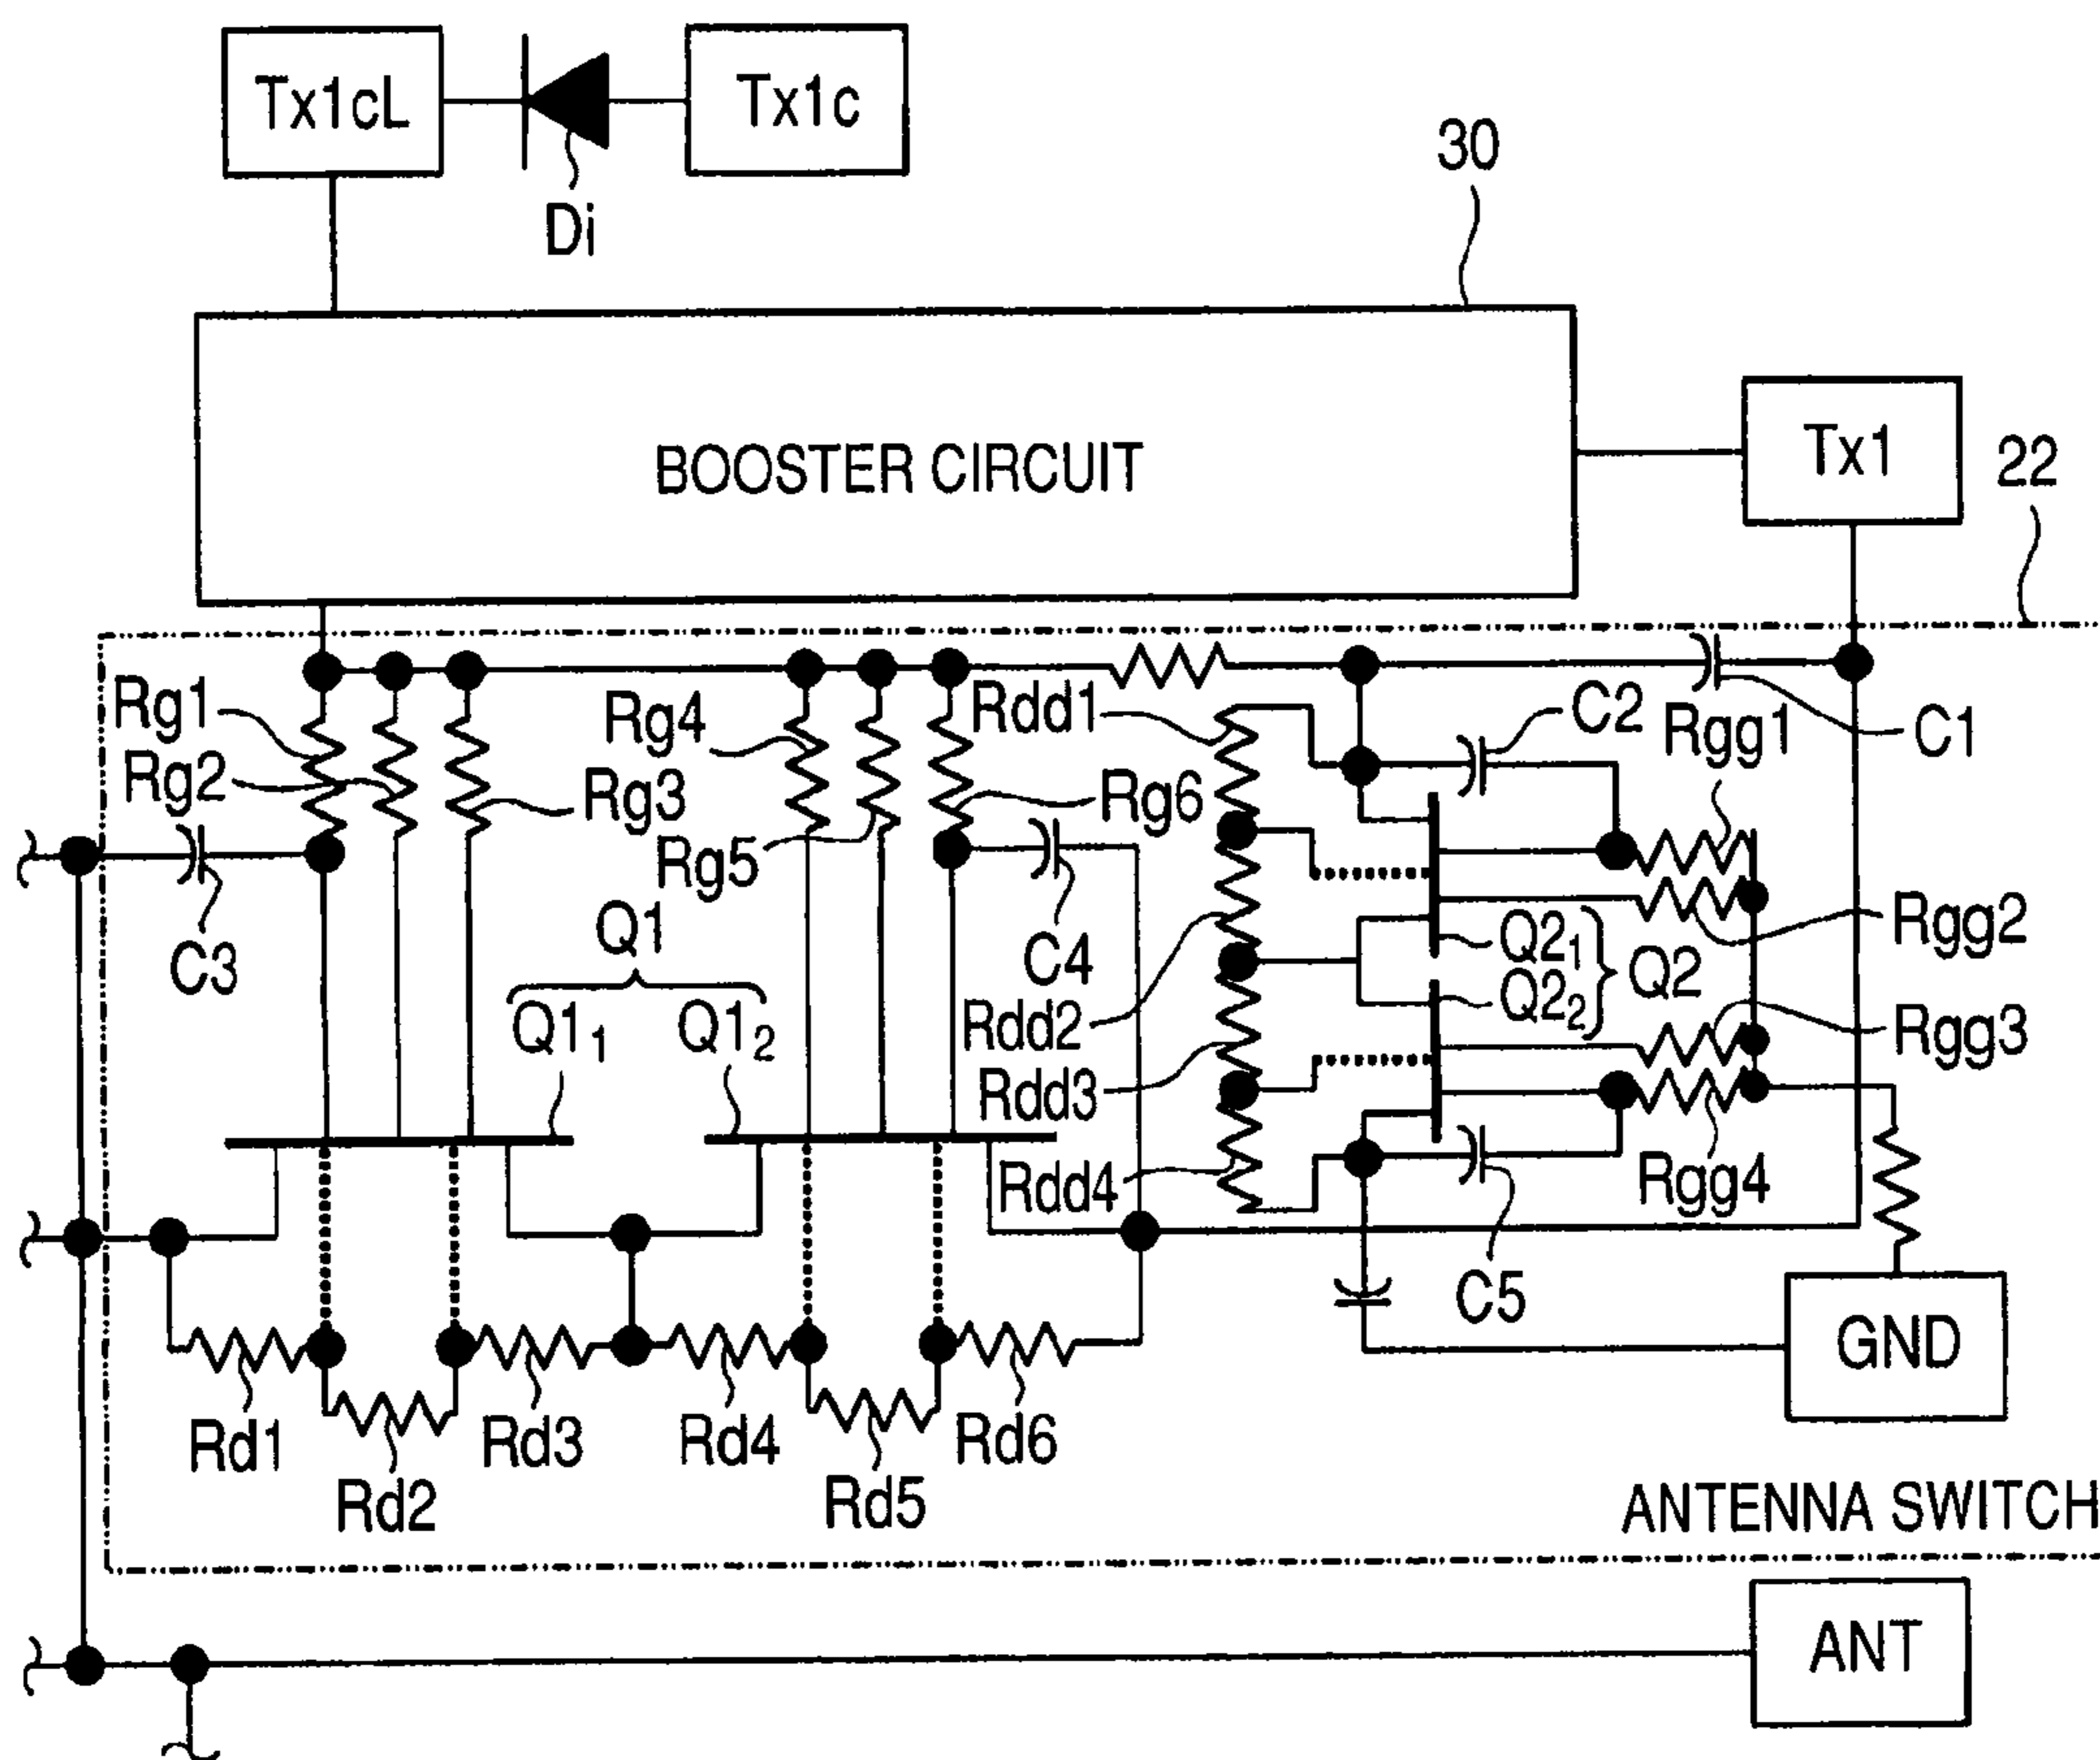 Tx1cL
Tx1c
Di
30
BOOSTER CIRCUIT
Tx1
22
Rg1
Rg2
Rg3
Rg4
Rg5
Rg6
Rdd1
C2
Rgg1
C1
C3
Q1
C4
Q1₁
Q1₂
Rdd2
Rdd3
Rdd4
Q2₁
Q2₂
Q2
Rgg2
Rgg3
Rgg4
C5
GND
Rd1
Rd2
Rd3
Rd4
Rd5
Rd6
ANTENNA SWITCH
ANT